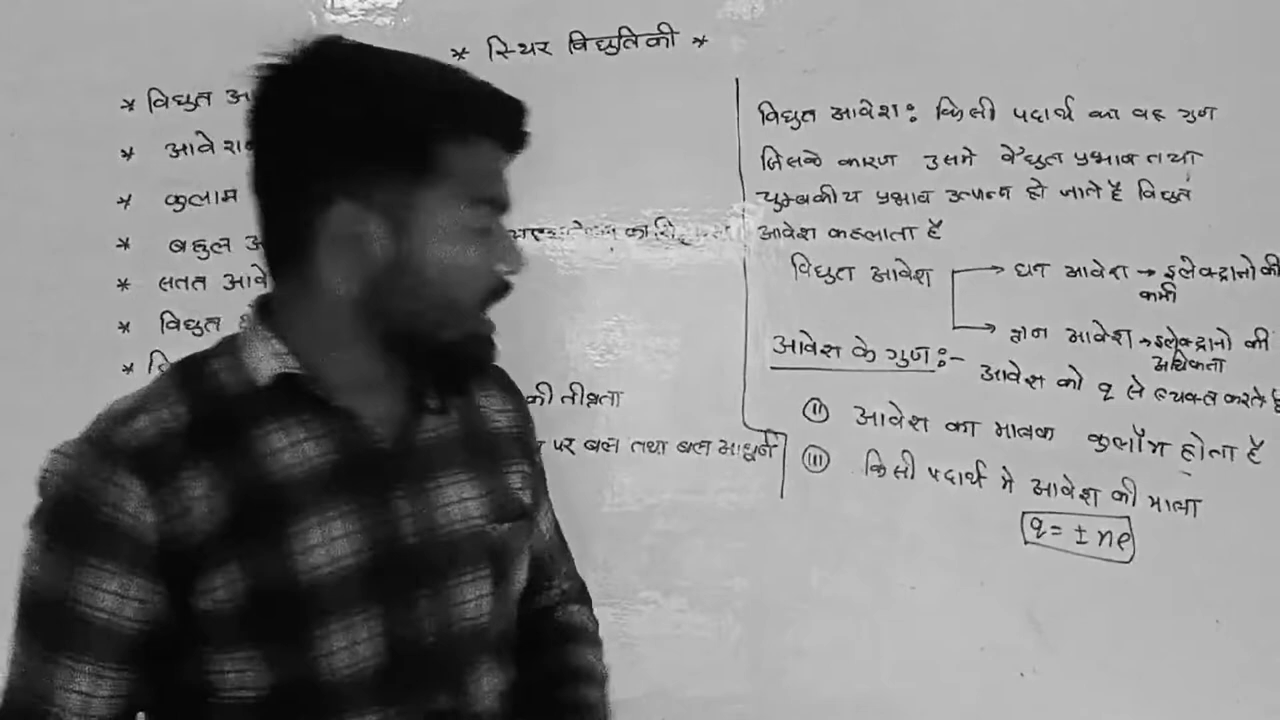 * स्थिर विद्युतिकी *
* विद्युत
* आवेश
* कुलाम
* बहुल
* सतत आवे
* विद्युत
*
की तीव्रता
पर बल तथा बल आघूर्ण
विद्युत आवेश: किसी पदार्थ का वह गुण
जिसके कारण उसमे वैद्युत प्रभाव तथा
चुम्बकीय प्रभाव उत्पन्न हो जाते है विद्युत
आवेश कहलाता है
विद्युत आवेश
धन आवेश → इलेक्ट्रानो की
कमी
ऋन आवेश → इलेक्ट्रानो की
अधिकता
आवेश के गुण :-
आवेश को q से व्यक्त करते है
(II) आवेश का मात्रक कुलॉम होता है
(III) किसी पदार्थ मे आवेश की मात्रा
q = ± ne